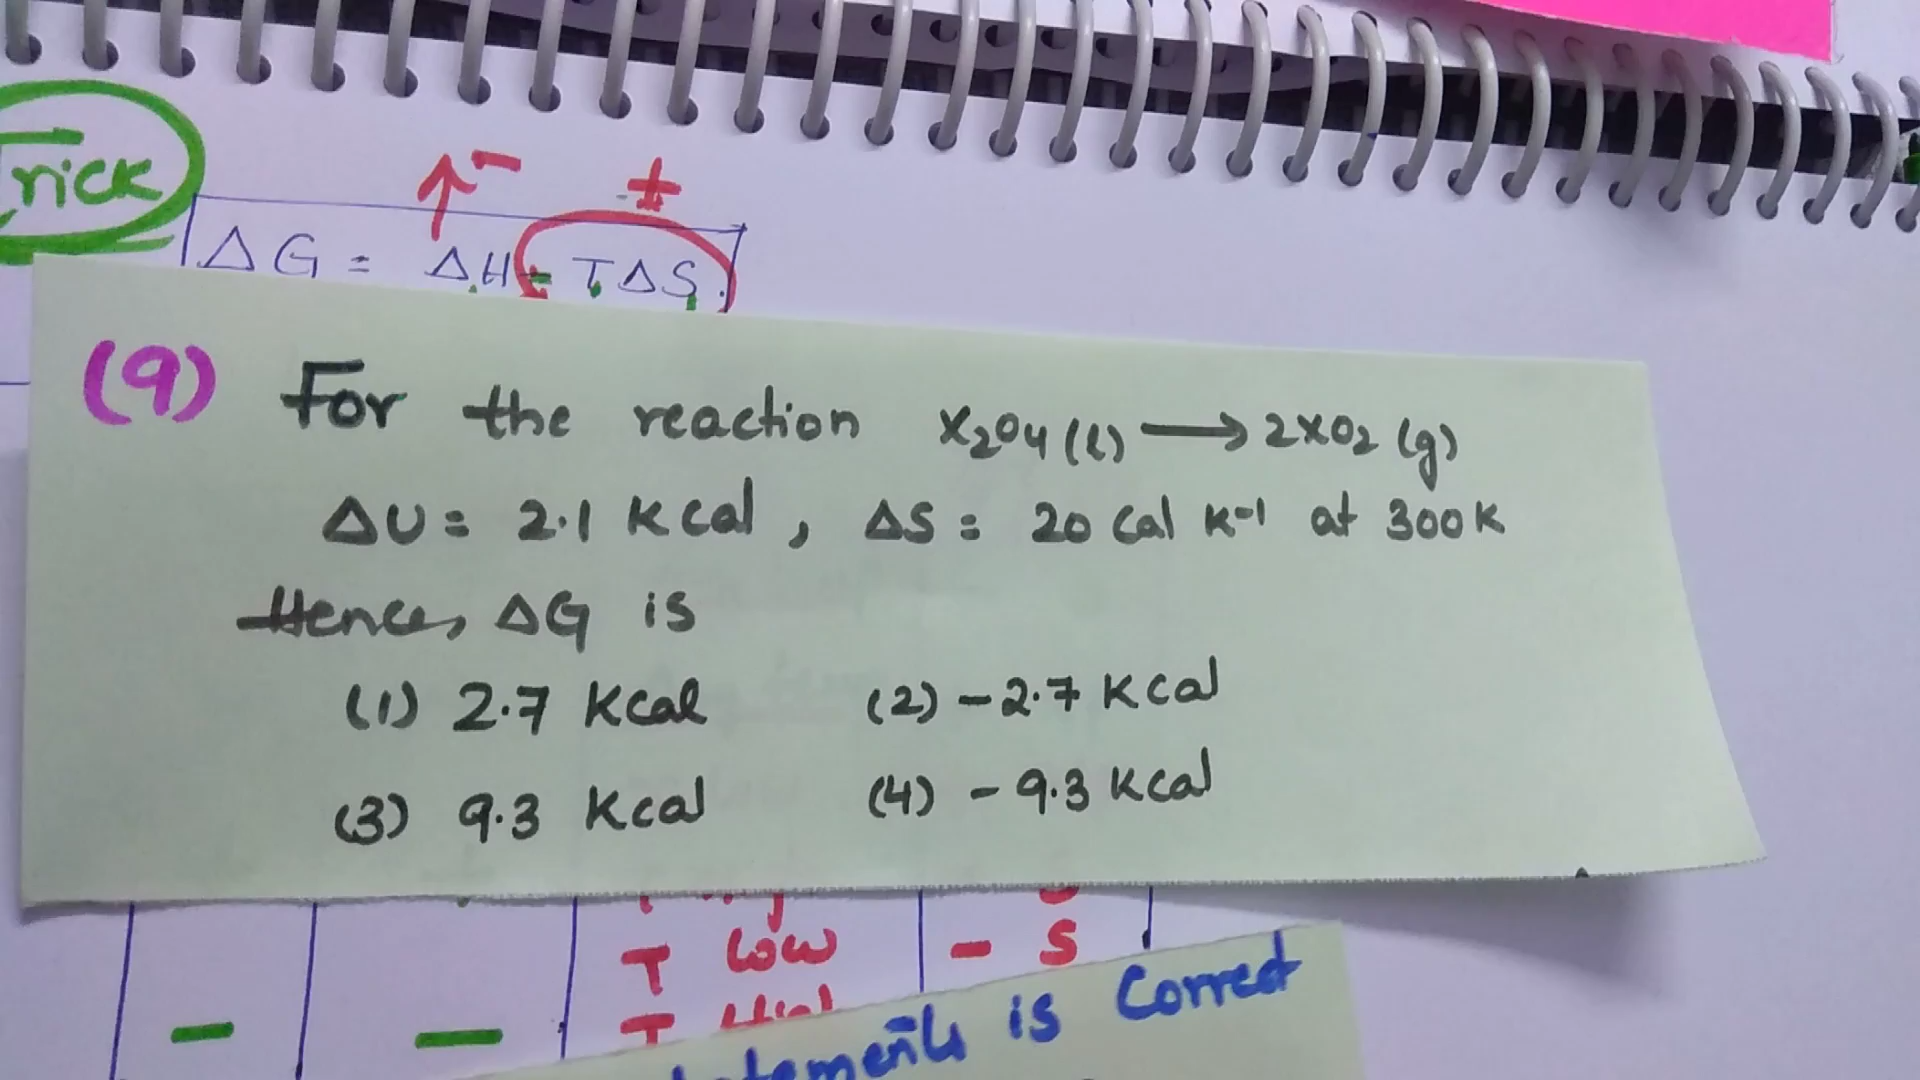 Trick
↑ - +
ΔG = ΔH - TΔS.
(9) For the reaction X₂O₄(l) ⟶ 2XO₂(g)
ΔU = 2.1 Kcal, ΔS = 20 Cal K⁻¹ at 300K
Hence, ΔG is
(1) 2.7 Kcal (2) -2.7 Kcal
(3) 9.3 Kcal (4) -9.3 Kcal
T Low - S
- - T
is Correct